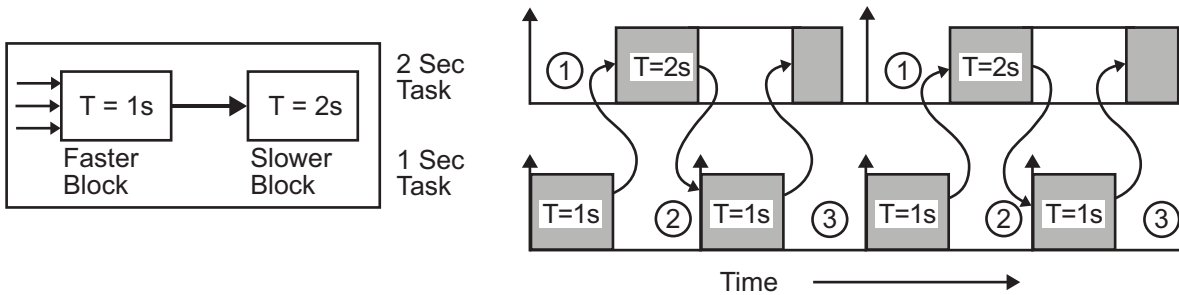 T = 1s
T = 2s
Faster
Block
Slower
Block
2 Sec
Task
1 Sec
Task
1
T=2s
1
T=2s
T=1s
2
T=1s
3
T=1s
2
T=1s
3
Time